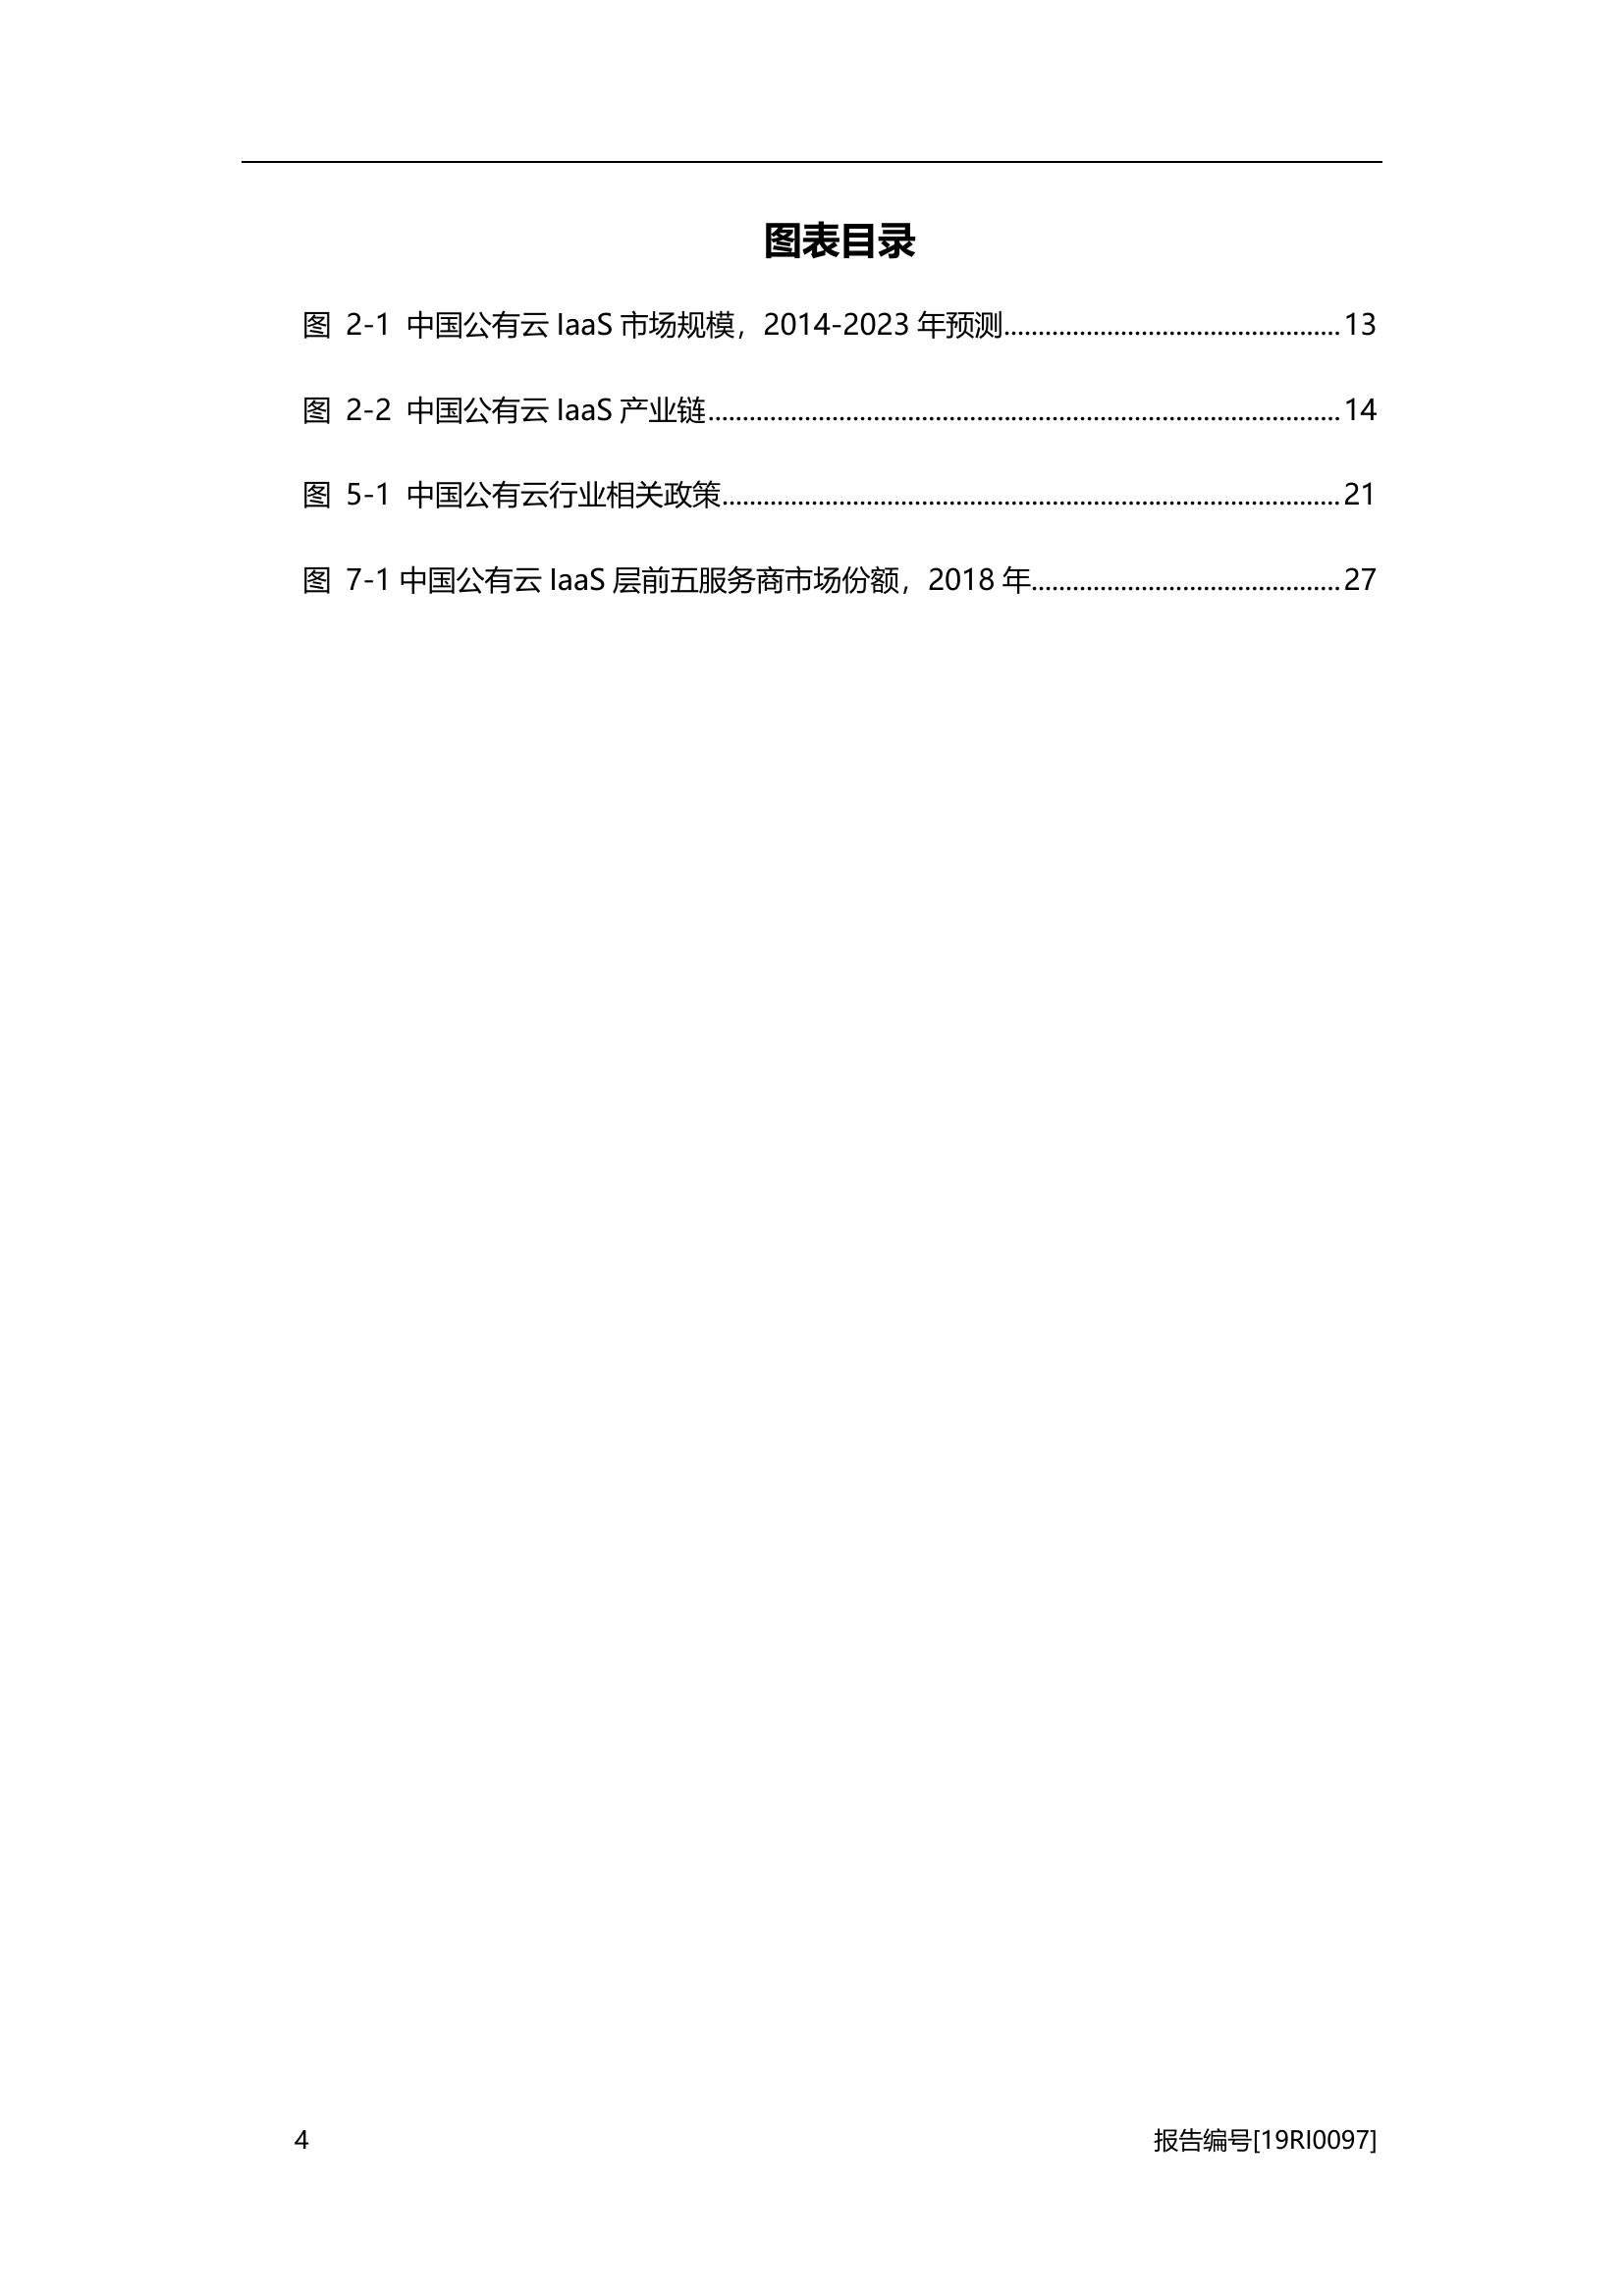 图表目录
图 2-1 中国公有云 IaaS 市场规模，2014-2023 年预测.................................................13
图 2-2 中国公有云 IaaS 产业链............................................................................................14
图 5-1 中国公有云行业相关政策..........................................................................................21
图 7-1 中国公有云 IaaS 层前五服务商市场份额，2018 年.............................................27
4 报告编号[19RI0097]